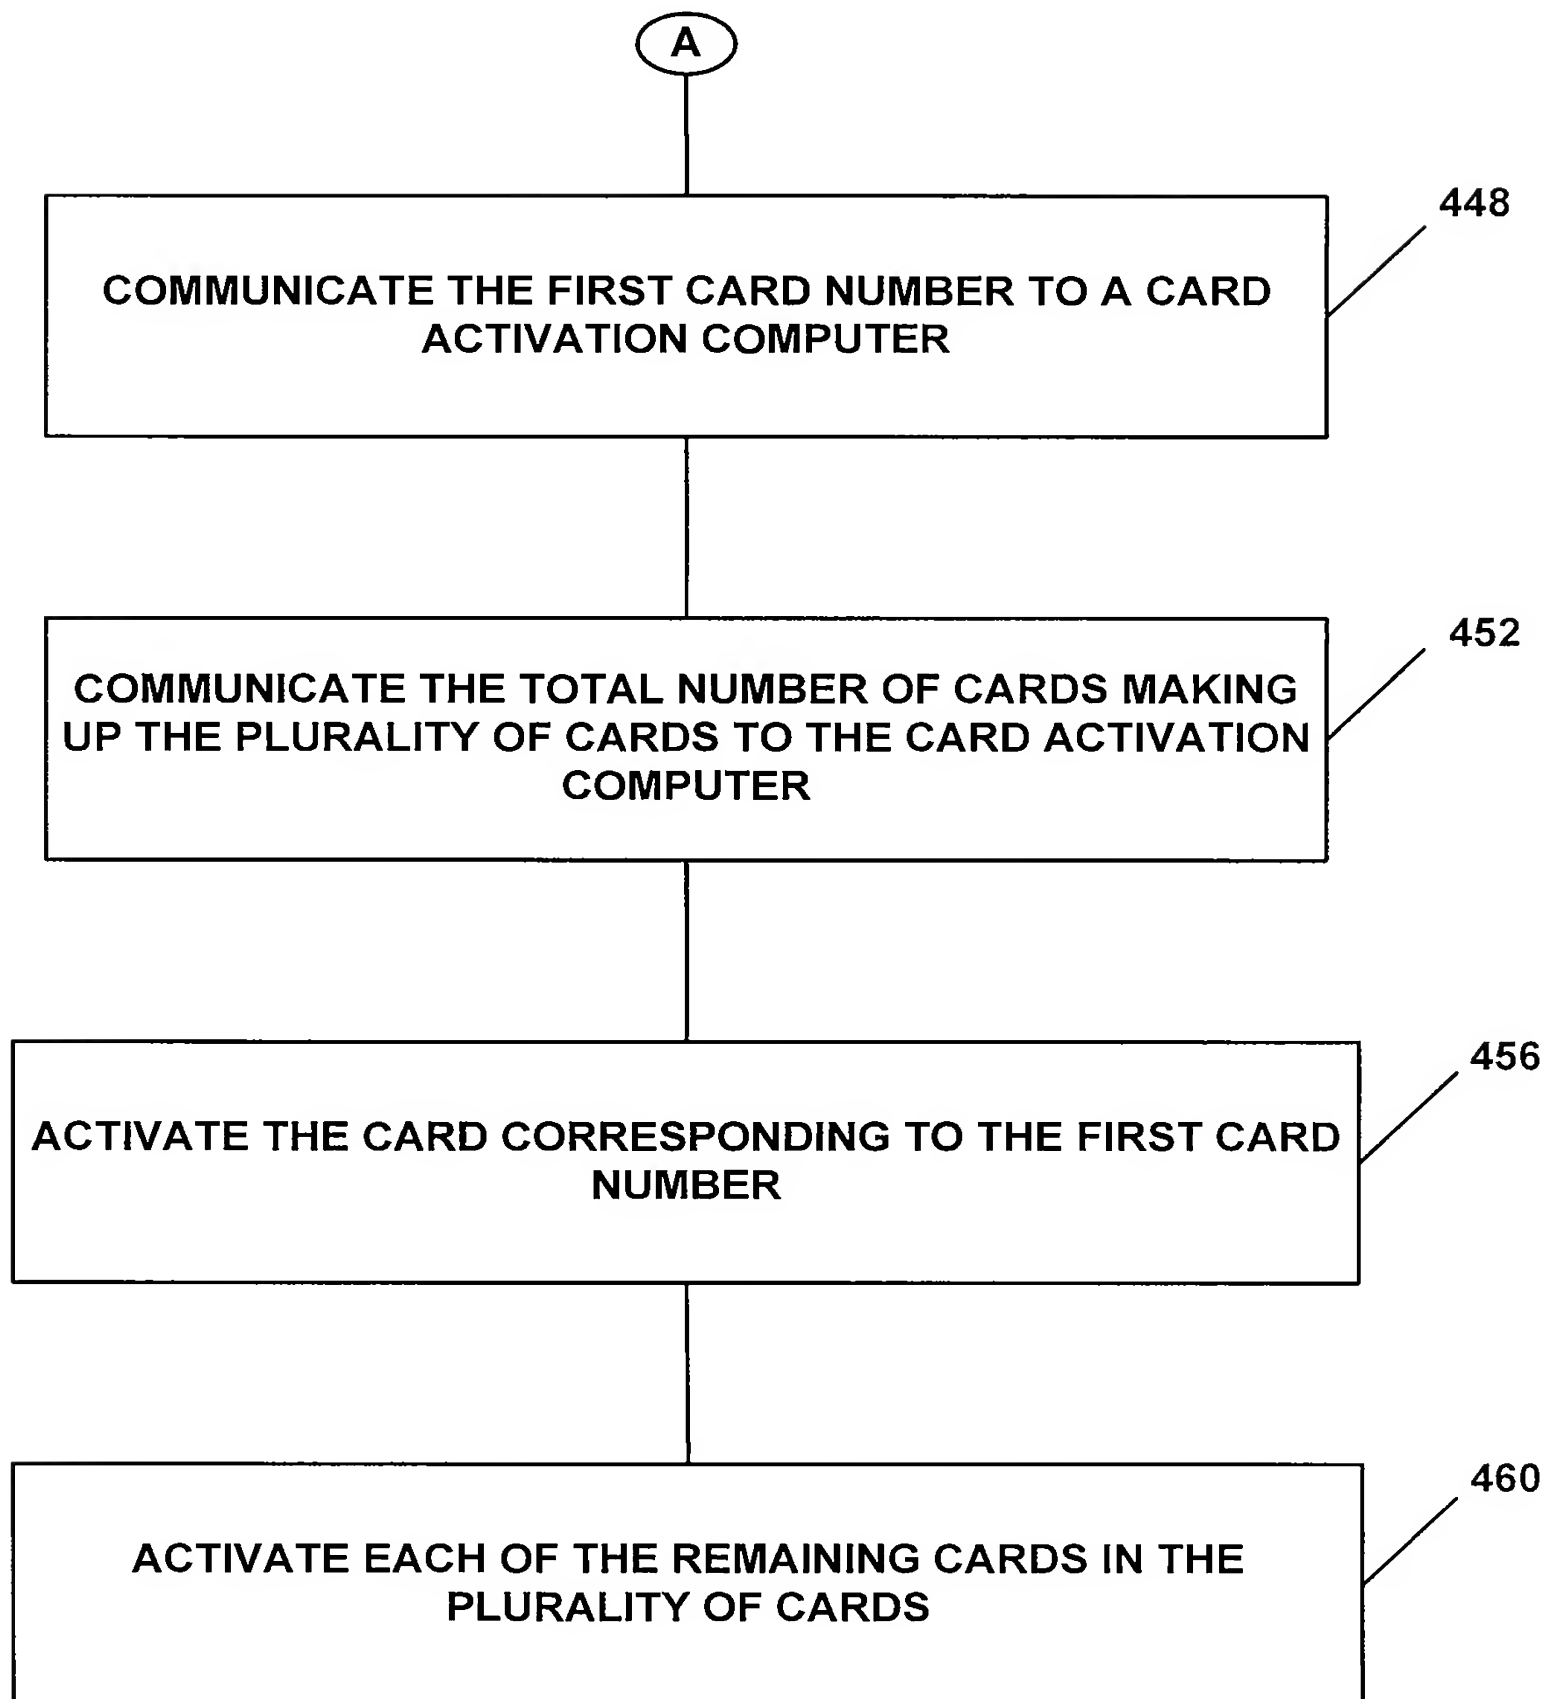 A
448
COMMUNICATE THE FIRST CARD NUMBER TO A CARD
ACTIVATION COMPUTER
452
COMMUNICATE THE TOTAL NUMBER OF CARDS MAKING
UP THE PLURALITY OF CARDS TO THE CARD ACTIVATION
COMPUTER
456
ACTIVATE THE CARD CORRESPONDING TO THE FIRST CARD
NUMBER
460
ACTIVATE EACH OF THE REMAINING CARDS IN THE
PLURALITY OF CARDS